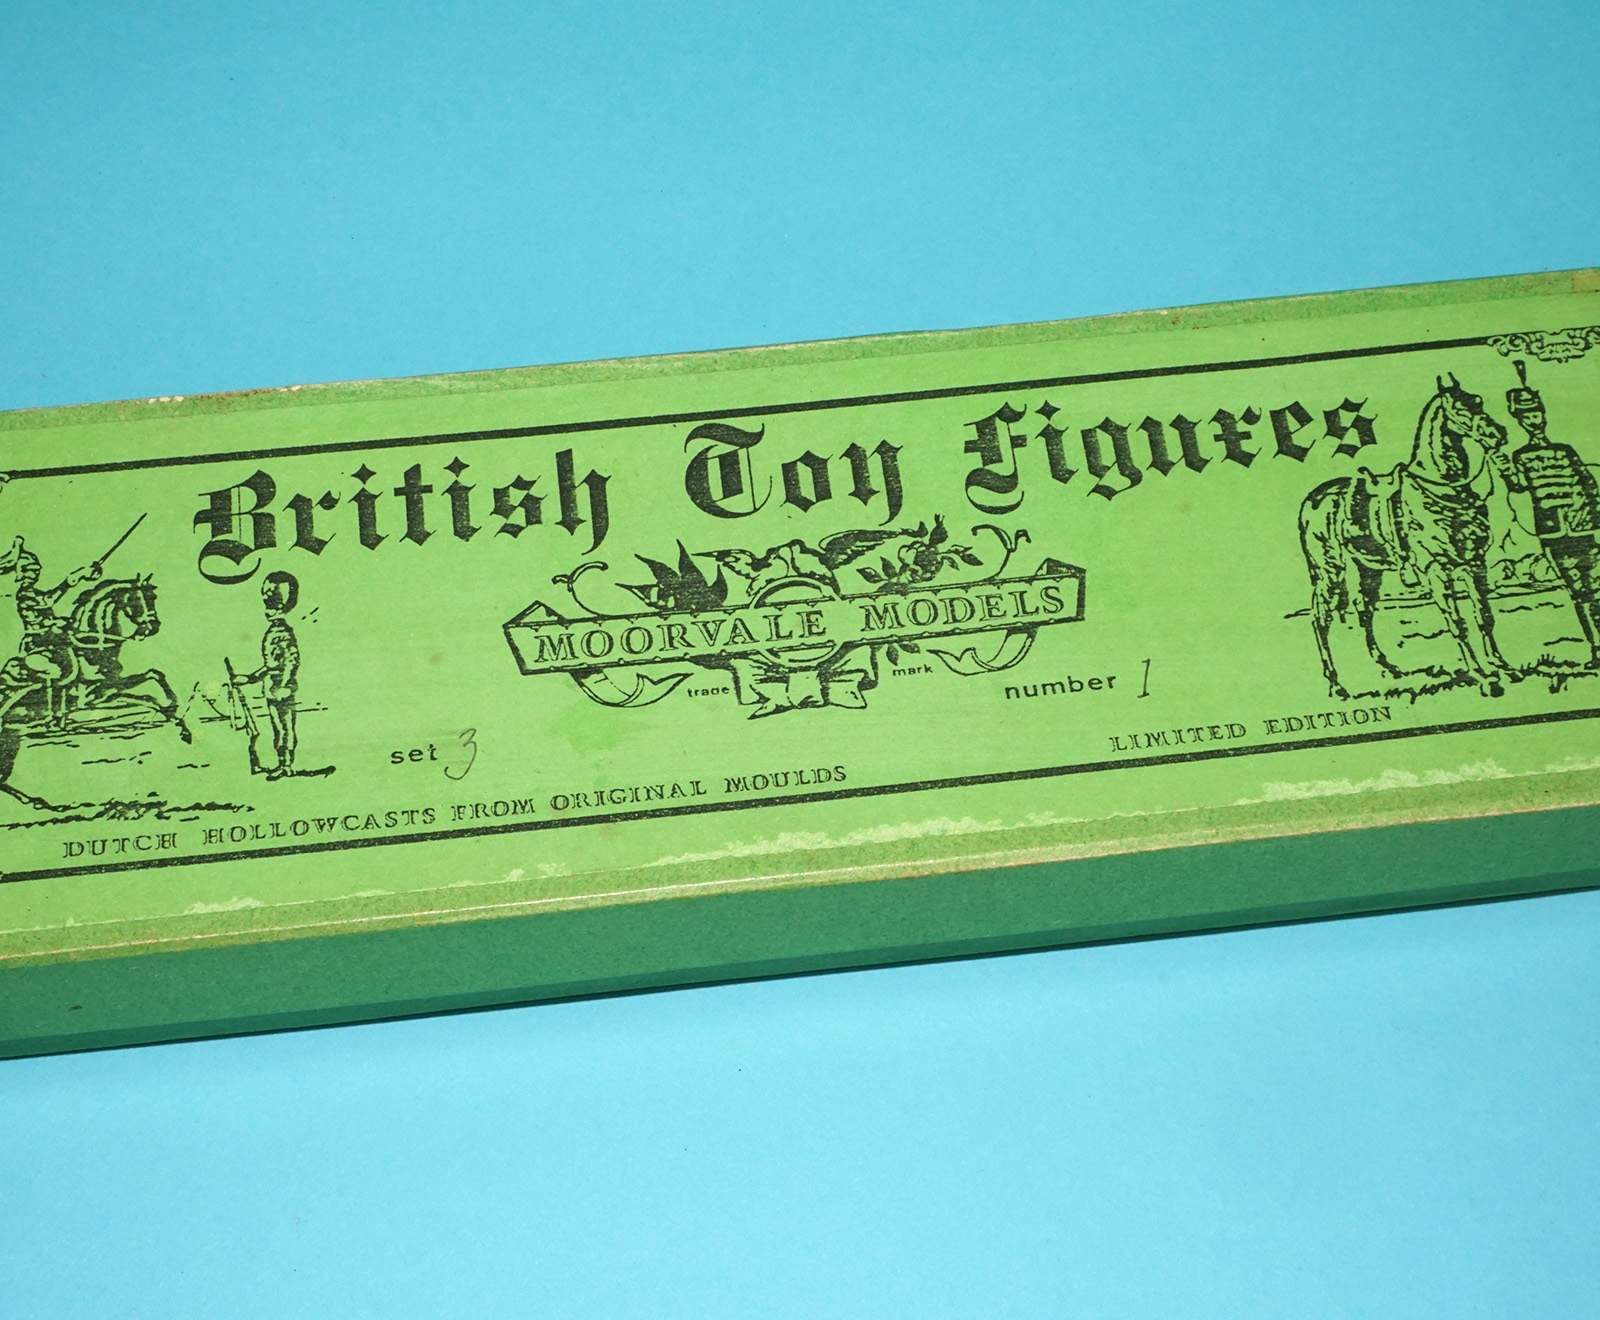 British Toy Figures
MOORVALE MODELS
trade mark
set 3
number 1
DUTCH HOLLOWCASTS FROM ORIGINAL MOULDS
LIMITED EDITION